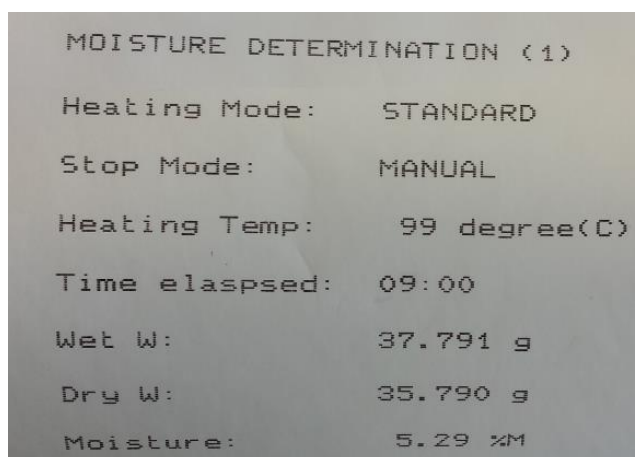 MOISTURE DETERMINATION (1)
Heating Mode: STANDARD
Stop Mode: MANUAL
Heating Temp: 99 degree(C)
Time elaspsed: 09:00
Wet W: 37.791 g
Dry W: 35.790 g
Moisture: 5.29 %M